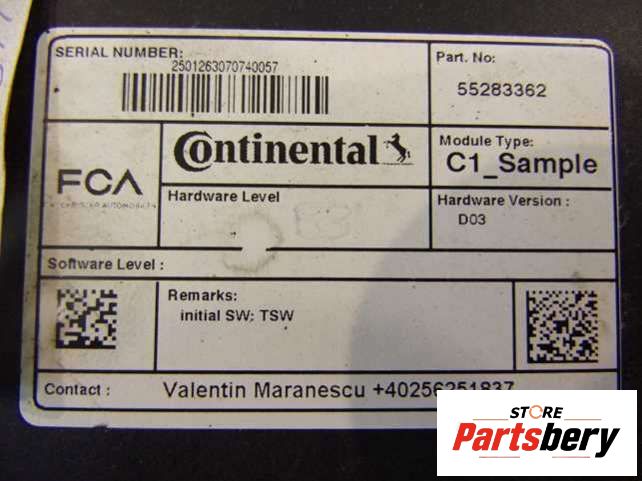 SERIAL NUMBER:
2501263070740057
Part. No:
55283362
FCA
Continental
Module Type:
C1_Sample
Hardware Level
Hardware Version :
D03
Software Level :
Remarks:
initial SW: TSW
Contact :
Valentin Maranescu +40256251837
STORE
Partsbery